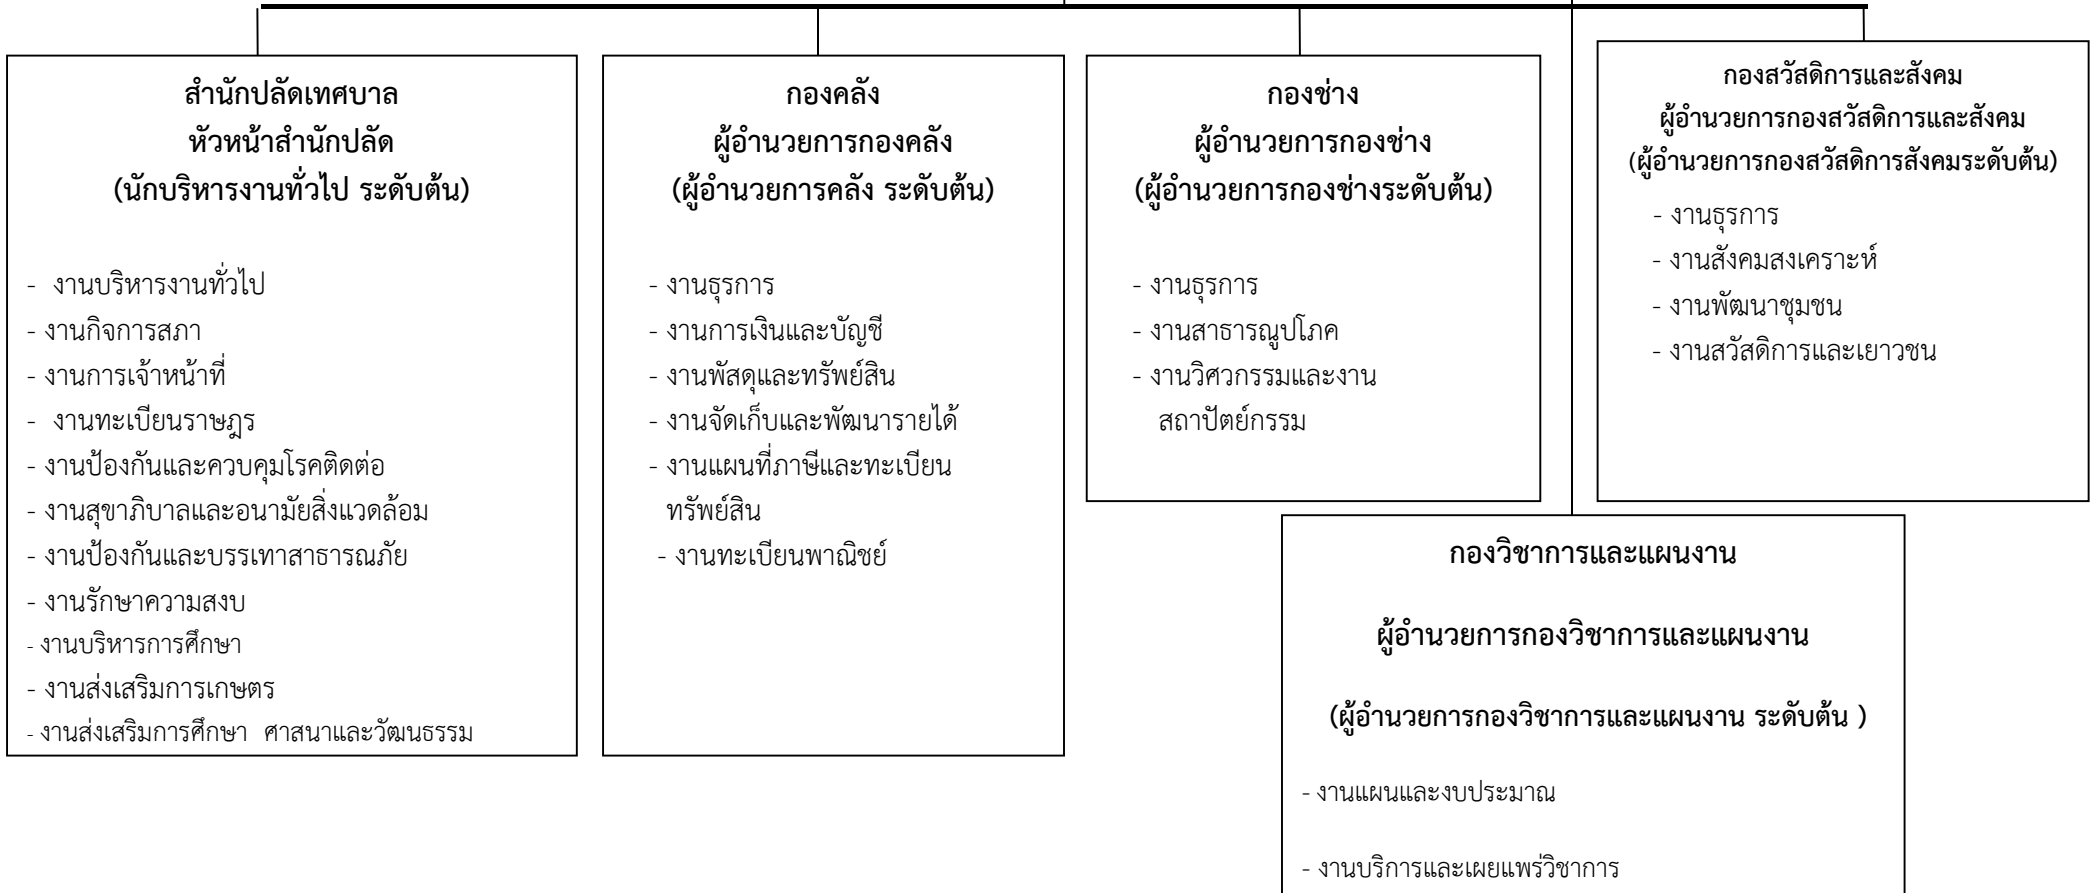 สำนักปลัดเทศบาล
หัวหน้าสำนักปลัด
(นักบริหารงานทั่วไป ระดับต้น)
-  งานบริหารงานทั่วไป
- งานกิจการสภา
- งานการเจ้าหน้าที่
-  งานทะเบียนราษฎร
- งานป้องกันและควบคุมโรคติดต่อ
- งานสุขาภิบาลและอนามัยสิ่งแวดล้อม
- งานป้องกันและบรรเทาสาธารณภัย
- งานรักษาความสงบ
- งานบริหารการศึกษา
- งานส่งเสริมการเกษตร
- งานส่งเสริมการศึกษา  ศาสนาและวัฒนธรรม
กองคลัง
ผู้อำนวยการกองคลัง
(ผู้อำนวยการคลัง ระดับต้น)
- งานธุรการ
- งานการเงินและบัญชี
- งานพัสดุและทรัพย์สิน
- งานจัดเก็บและพัฒนารายได้
- งานแผนที่ภาษีและทะเบียน
ทรัพย์สิน
- งานทะเบียนพาณิชย์
กองช่าง
ผู้อำนวยการกองช่าง
(ผู้อำนวยการกองช่างระดับต้น)
- งานธุรการ
- งานสาธารณูปโภค
- งานวิศวกรรมและงาน
สถาปัตย์กรรม
กองสวัสดิการและสังคม
ผู้อำนวยการกองสวัสดิการและสังคม
(ผู้อำนวยการกองสวัสดิการสังคมระดับต้น)
- งานธุรการ
- งานสังคมสงเคราะห์
- งานพัฒนาชุมชน
- งานสวัสดิการและเยาวชน
กองวิชาการและแผนงาน
ผู้อำนวยการกองวิชาการและแผนงาน
(ผู้อำนวยการกองวิชาการและแผนงาน ระดับต้น )
- งานแผนและงบประมาณ
- งานบริการและเผยแพร่วิชาการ